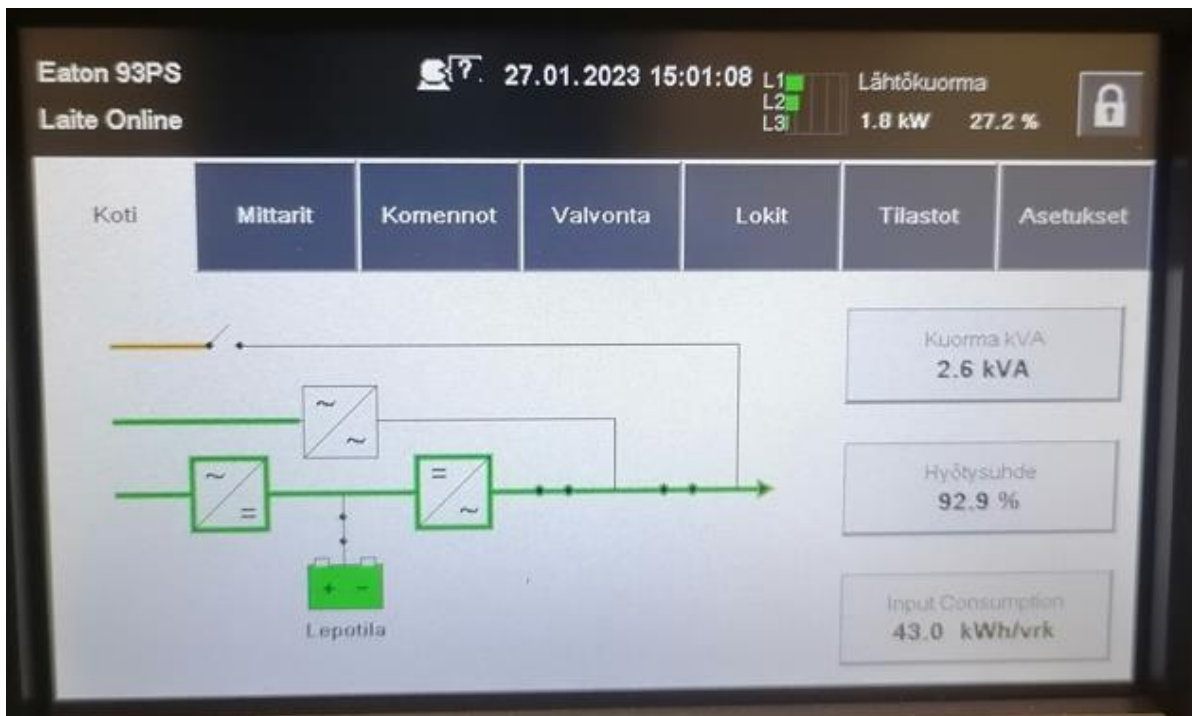 Eaton 93PS
Laite Online
?
27.01.2023 15:01:08
L1
L2
L3
Lähtökuorma
1.8 kW 27.2 %
Koti
Mittarit
Komennot
Valvonta
Lokit
Tilastot
Asetukset
Kuorma kVA
2.6 kVA
~
~
~
=
=
~
Hyötysuhde
92.9 %
+ -
Lepotila
Input Consumption
43.0 kWh/vrk